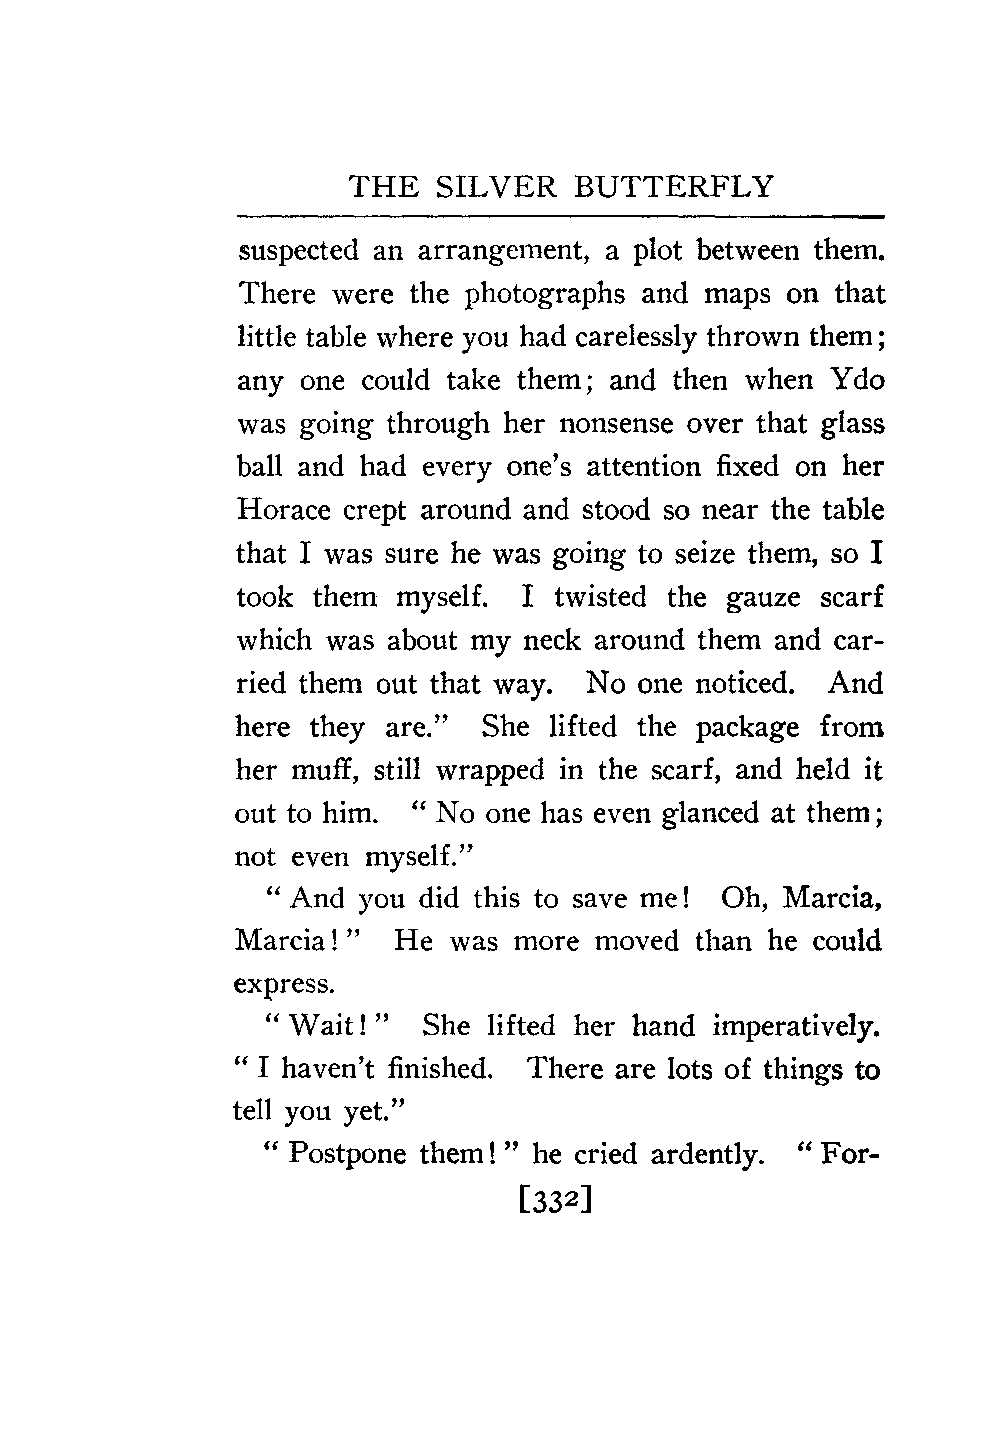 THE SILVER BUTTERFLY
suspected an arrangement, a plot between them.
There were the photographs and maps on that
little table where you had carelessly thrown them;
any one could take them; and then when Ydo
was going through her nonsense over that glass
ball and had every one's attention fixed on her
Horace crept around and stood so near the table
that I was sure he was going to seize them, so I
took them myself. I twisted the gauze scarf
which was about my neck around them and car-
ried them out that way. No one noticed. And
here they are.” She lifted the package from
her muff, still wrapped in the scarf, and held it
out to him. “ No one has even glanced at them;
not even myself.”
“ And you did this to save me! Oh, Marcia,
Marcia! ” He was more moved than he could
express.
“ Wait! ” She lifted her hand imperatively.
“ I haven't finished. There are lots of things to
tell you yet.”
“ Postpone them! ” he cried ardently. “ For-
[332]